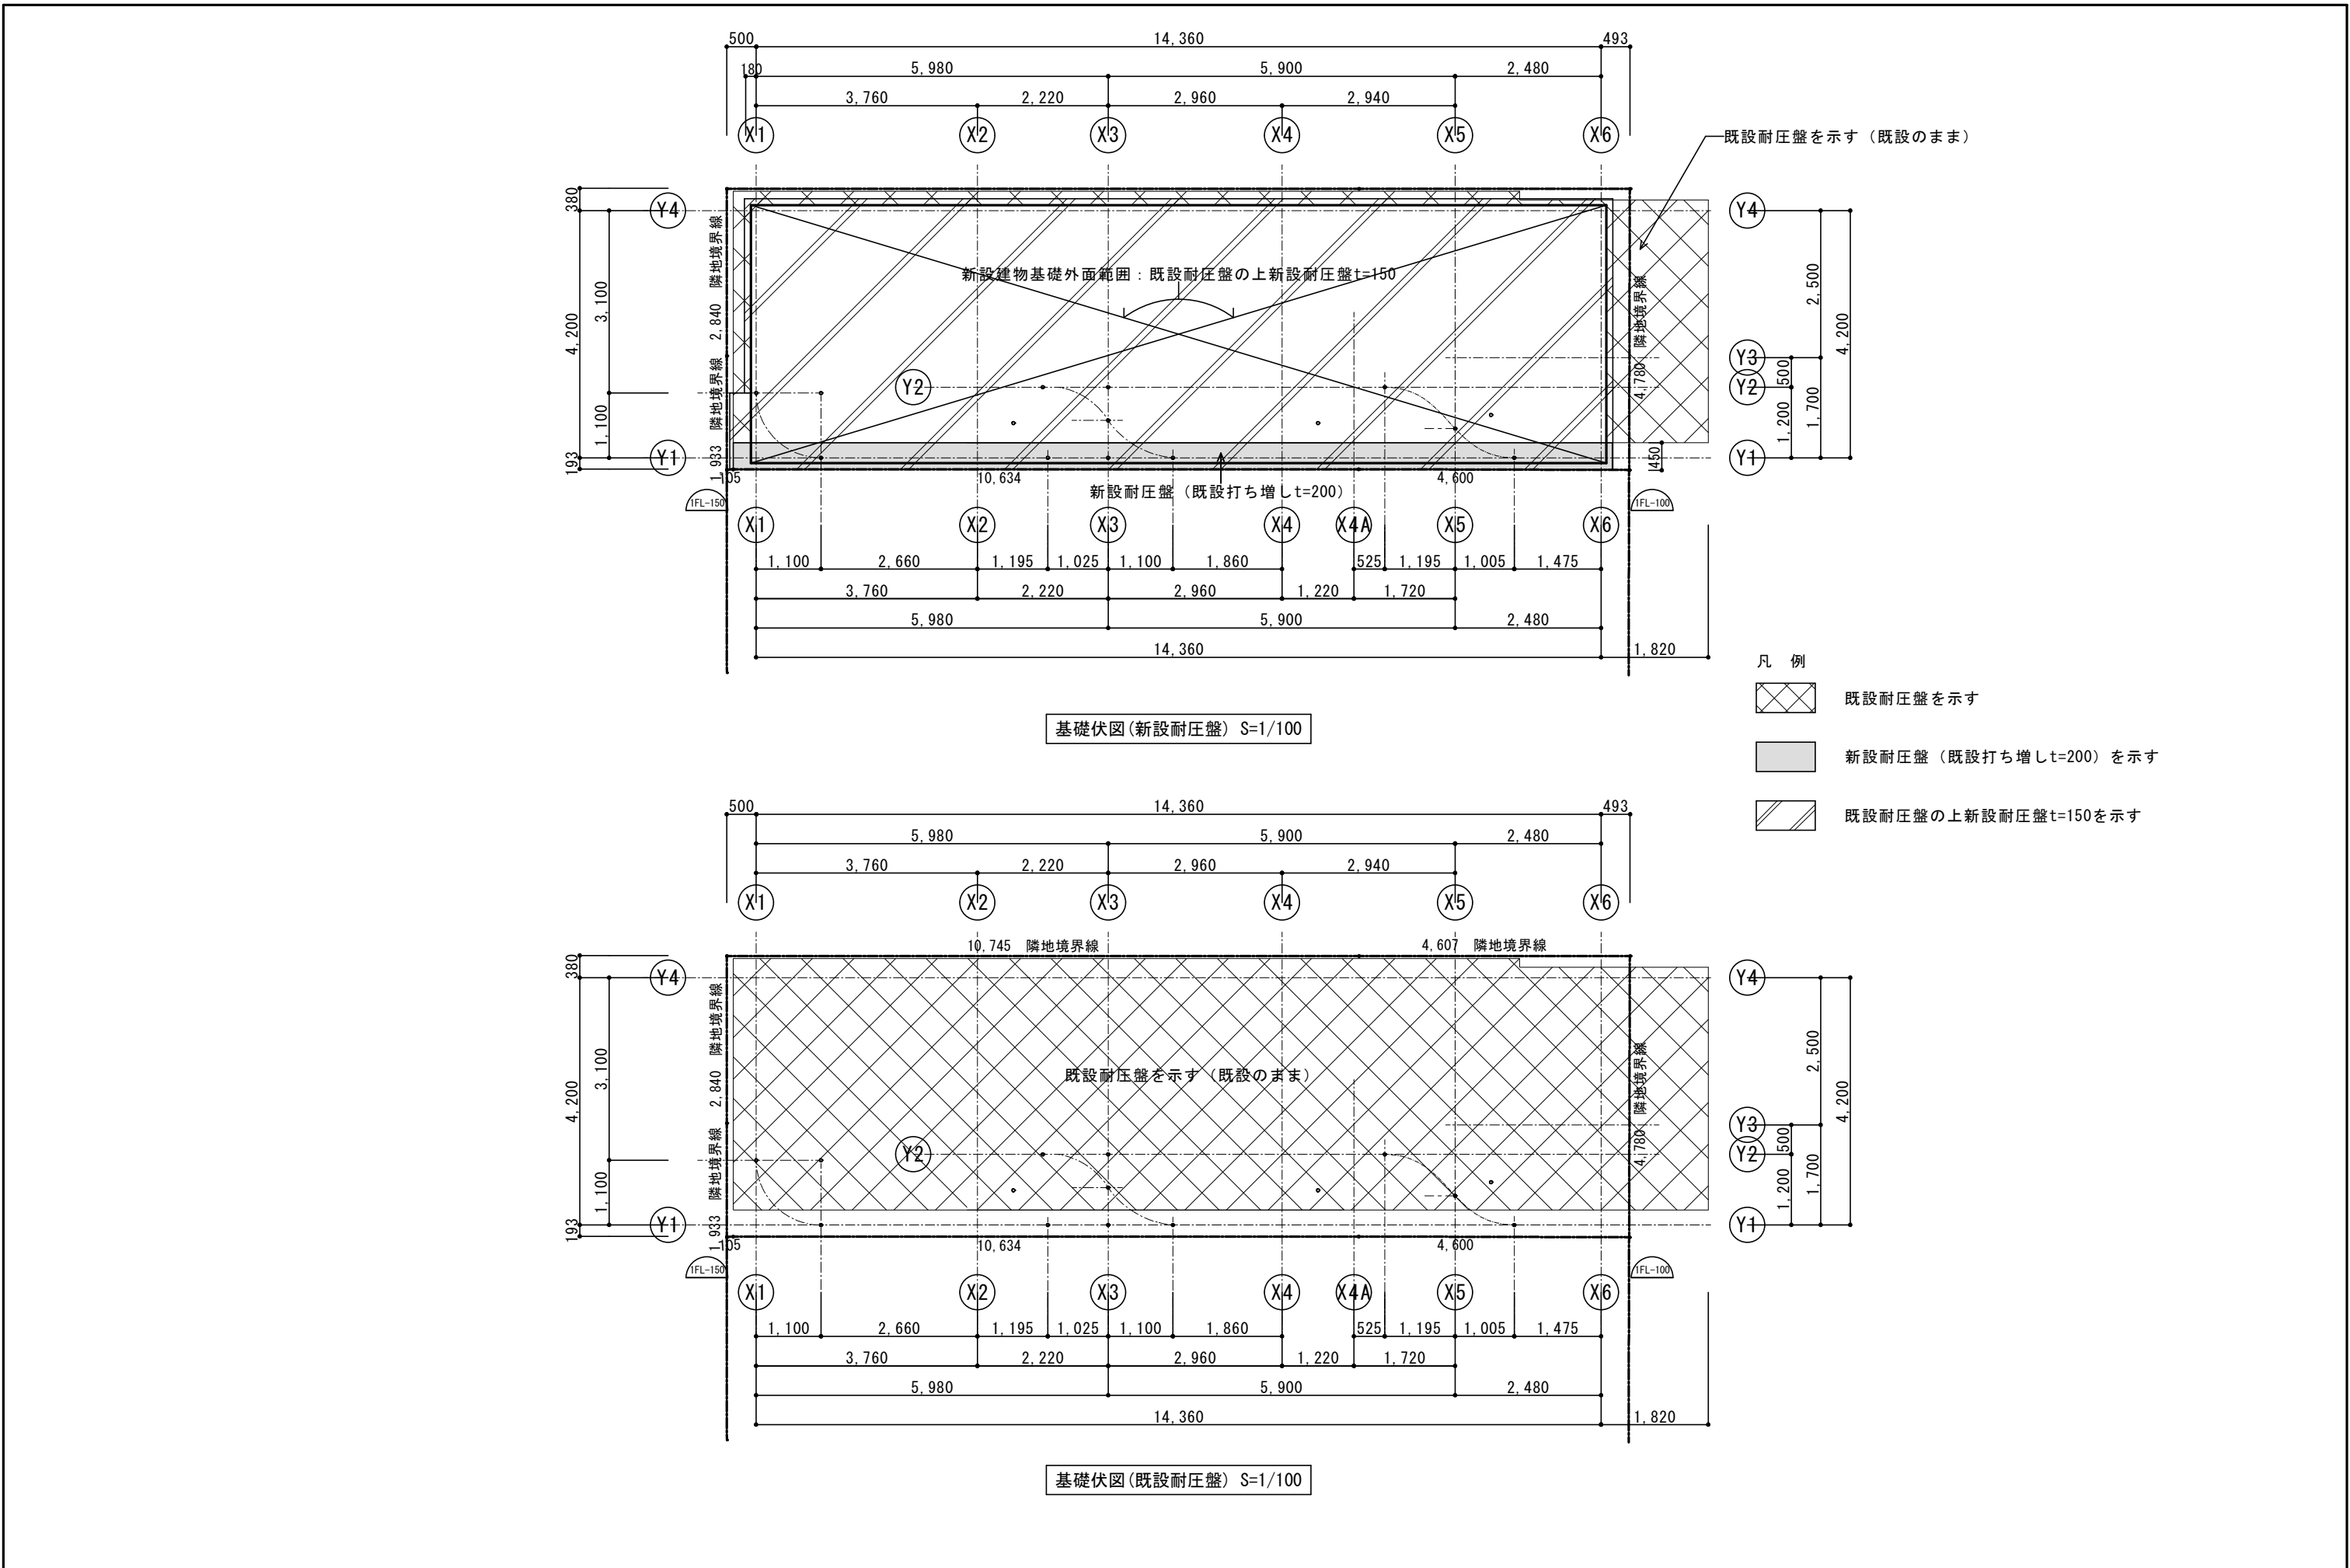 500 14,360 493
180 5,980 5,900 2,480
3,760 2,220 2,960 2,940
X1 X2 X3 X4 X5 X6
既設耐圧盤を示す（既設のまま）
380
Y4
Y4
隣地境界線
2,840
隣地境界線
1,933
3,100
4,200
1,100
193
Y1
新設建物基礎外面範囲：既設耐圧盤の上新設耐圧盤t=150
Y2
隣地境界線
4,780
2,500
4,200
Y3
500
Y2
1,700
1,200
Y1
450
105 10,634 4,600
新設耐圧盤（既設打ち増しt=200）
1FL-150
1FL-100
X1 X2 X3 X4 X4A X5 X6
1,100 2,660 1,195 1,025 1,100 1,860 525 1,195 1,005 1,475
3,760 2,220 2,960 1,220 1,720
5,980 5,900 2,480
14,360 1,820
基礎伏図(新設耐圧盤) S=1/100
凡 例
既設耐圧盤を示す
新設耐圧盤（既設打ち増しt=200）を示す
既設耐圧盤の上新設耐圧盤t=150を示す
500 14,360 493
5,980 5,900 2,480
3,760 2,220 2,960 2,940
X1 X2 X3 X4 X5 X6
10,745 隣地境界線 4,607 隣地境界線
380
Y4
Y4
隣地境界線
2,840
隣地境界線
1,933
3,100
4,200
1,100
193
Y1
既設耐圧盤を示す（既設のまま）
Y2
隣地境界線
4,780
2,500
4,200
Y3
500
Y2
1,700
1,200
Y1
105 10,634 4,600
1FL-150
1FL-100
X1 X2 X3 X4 X4A X5 X6
1,100 2,660 1,195 1,025 1,100 1,860 525 1,195 1,005 1,475
3,760 2,220 2,960 1,220 1,720
5,980 5,900 2,480
14,360 1,820
基礎伏図(既設耐圧盤) S=1/100